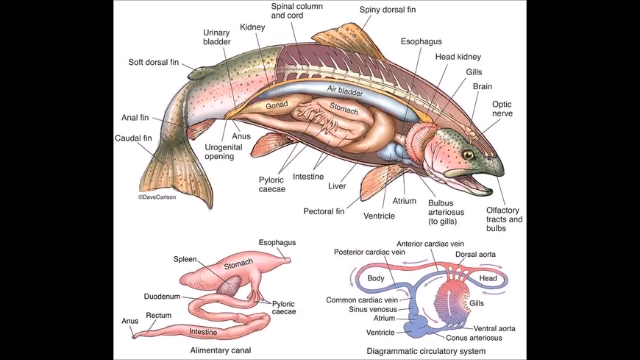 Spinal column
and cord
Spiny dorsal fin
Kidney
Urinary
bladder
Esophagus
Head kidney
Soft dorsal fin
Gills
Brain
Optic
nerve
Air bladder
Gonad
Stomach
Anal fin
Caudal fin
Anus
Urogenital
opening
©DaveCarlson
Pyloric
caecae
Intestine
Liver
Pectoral fin
Ventricle
Atrium
Bulbus
arteriosus
(to gills)
Olfactory
tracts and
bulbs
Esophagus
Spleen
Stomach
Duodenum
Pyloric
caecae
Rectum
Anus
Intestine
Alimentary canal
Anterior cardiac vein
Posterior cardiac vein
Dorsal aorta
Body
Head
Common cardiac vein
Sinus venosus
Atrium
Gills
Ventricle
Ventral aorta
Conus arteriosus
Diagrammatic circulatory system